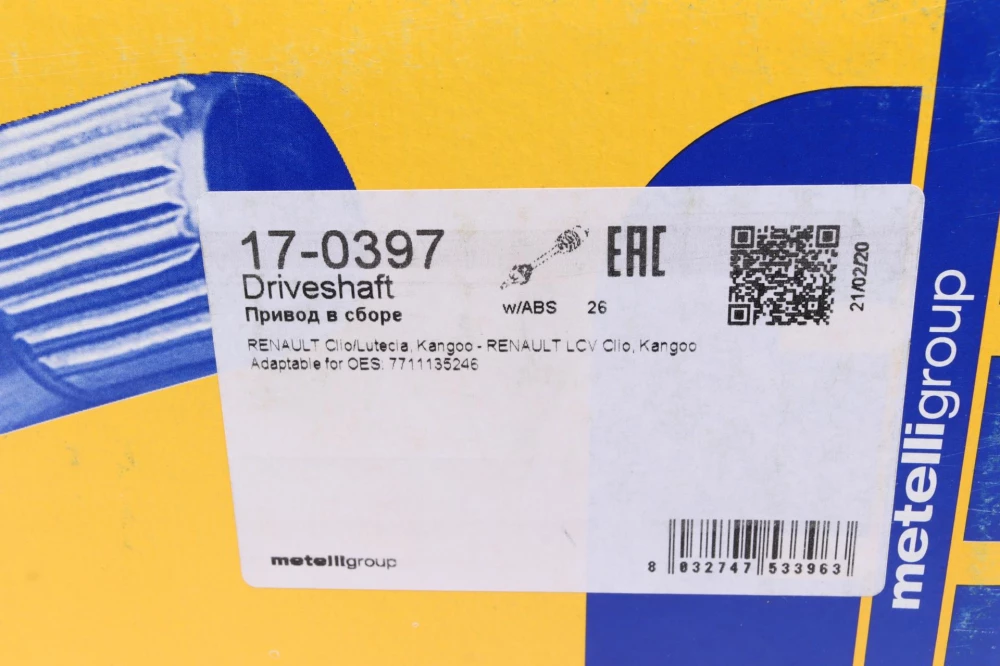 17-0397
Driveshaft
Привод в сборе
w/ABS 26
EAC
21/02/20
RENAULT Clio/Lutecia, Kangoo - RENAULT LCV Clio, Kangoo
Adaptable for OES: 7711135246
metelligroup
8 032747 533963
metelligroup